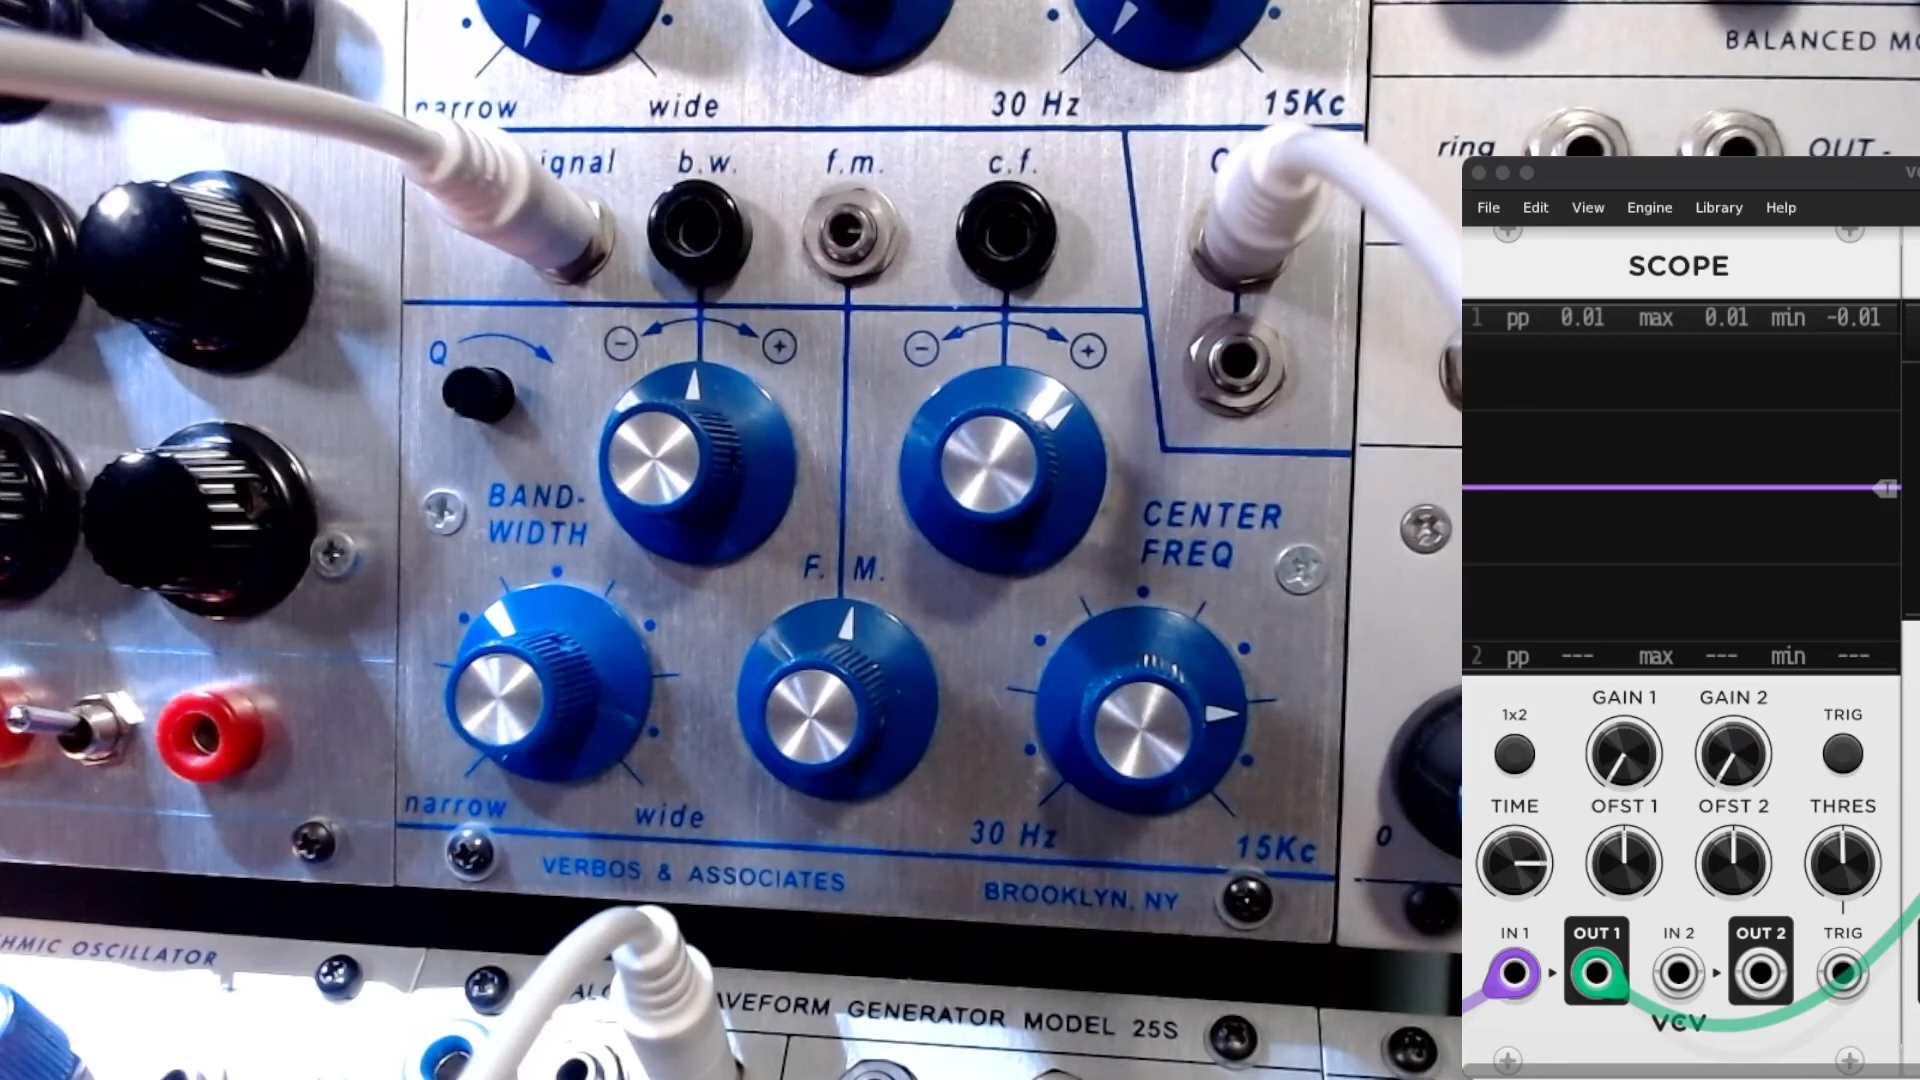 BALANCED
narrow
wide
30 Hz
15Kc
b.w.
f.m.
c.f.
ring
OUT -
Q
BAND-
WIDTH
CENTER
FREQ
F. M.
narrow
wide
30 Hz
15Kc
0
VERBOS & ASSOCIATES
BROOKLYN, NY
OSCILLATOR
GENERATOR MODEL 25S
File Edit View Engine Library Help
SCOPE
1 pp 0.01 max 0.01 min -0.01
T
2 pp --- max --- min ---
1x2 GAIN 1 GAIN 2 TRIG
TIME OFST 1 OFST 2 THRES
IN 1 OUT 1 IN 2 OUT 2 TRIG
VCV